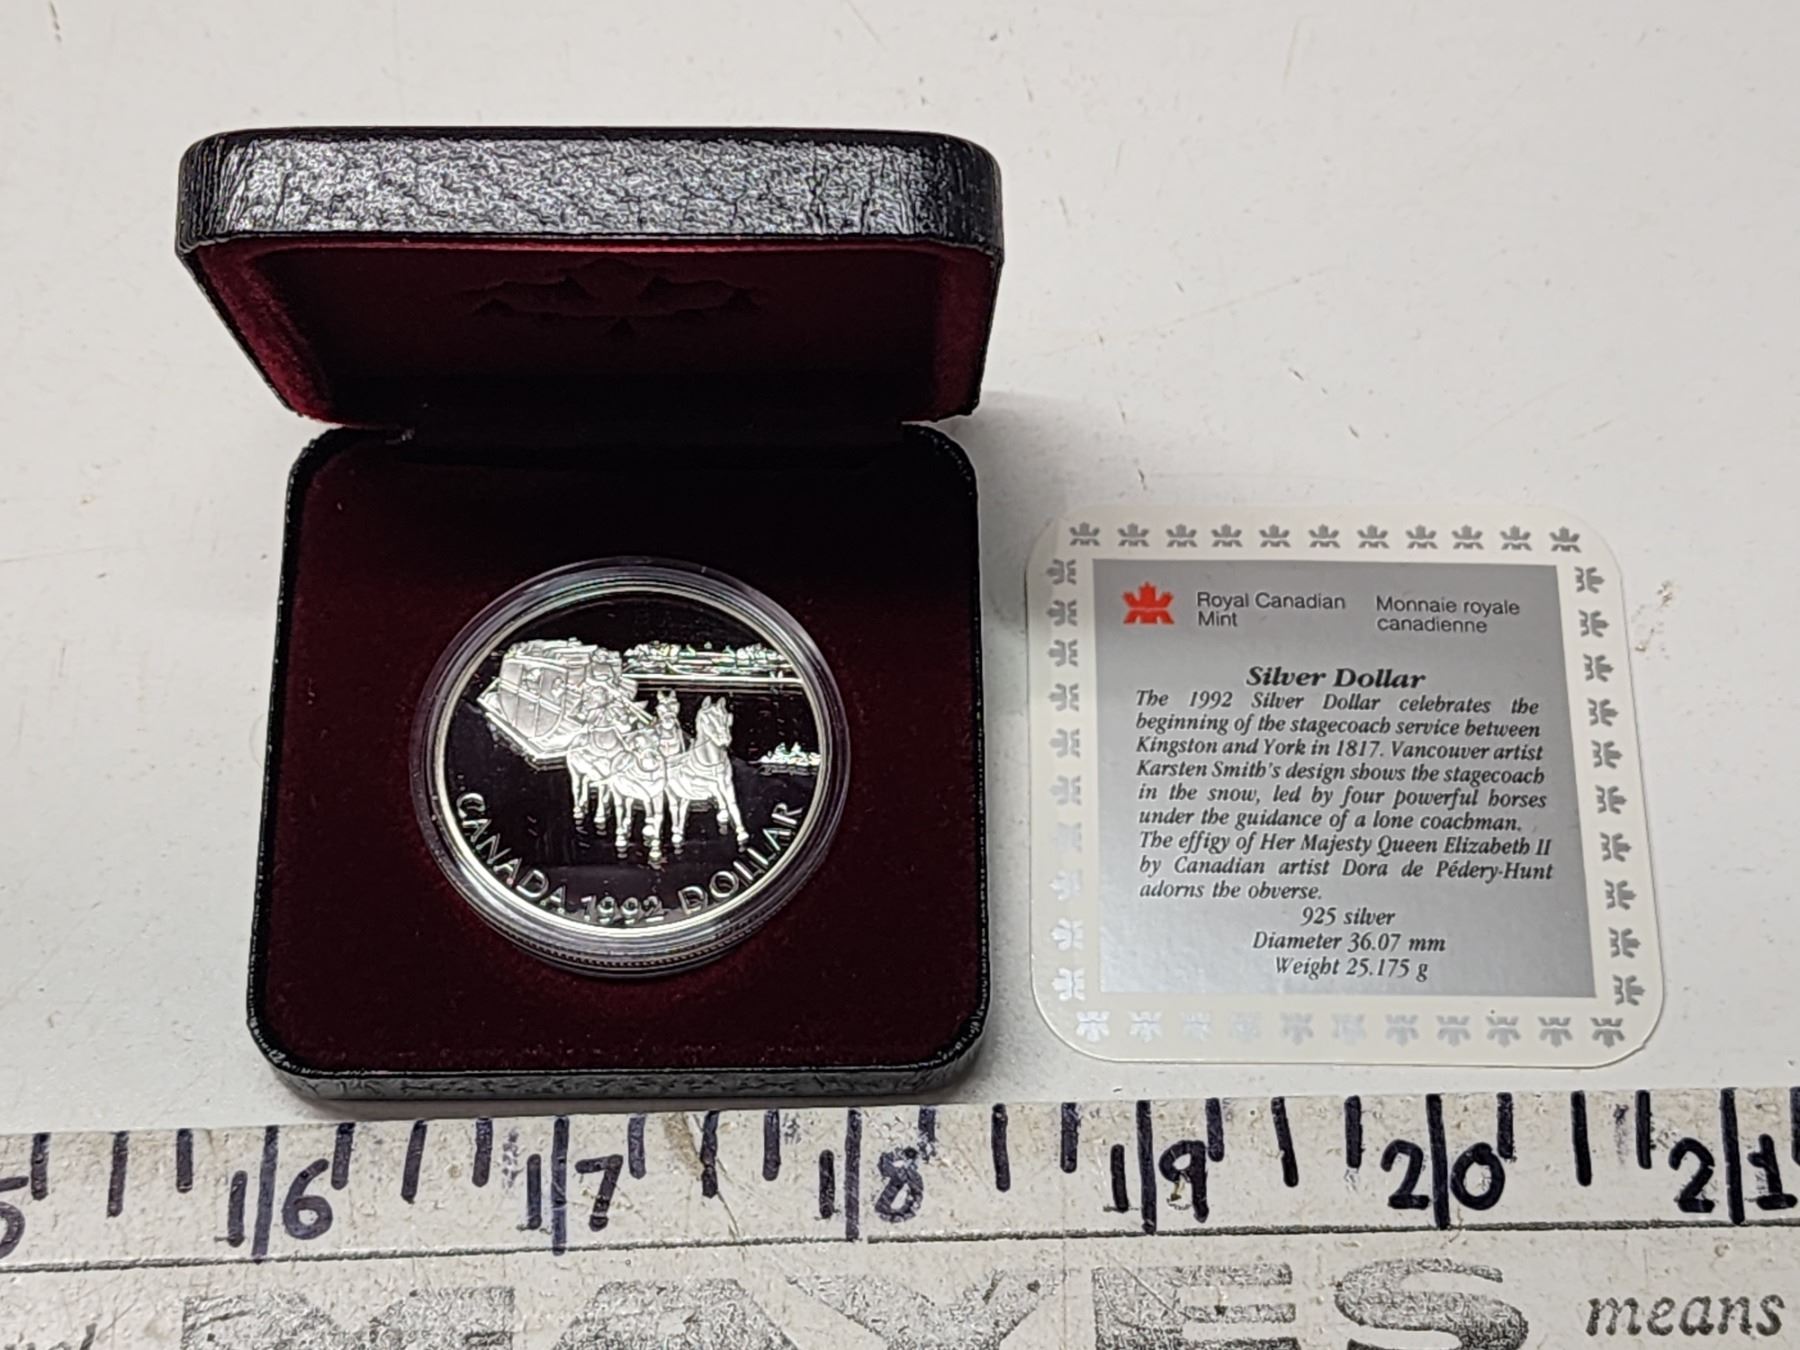 CANADA 1992 DOLLAR
Royal Canadian Mint
Monnaie royale canadienne
Silver Dollar
The 1992 Silver Dollar celebrates the
beginning of the stagecoach service between
Kingston and York in 1817. Vancouver artist
Karsten Smith's design shows the stagecoach
in the snow, led by four powerful horses
under the guidance of a lone coachman.
The effigy of Her Majesty Queen Elizabeth II
by Canadian artist Dora de Pédery-Hunt
adorns the obverse.
925 silver
Diameter 36.07 mm
Weight 25.175 g
5 16 17 18 19 20 21
HAYES means